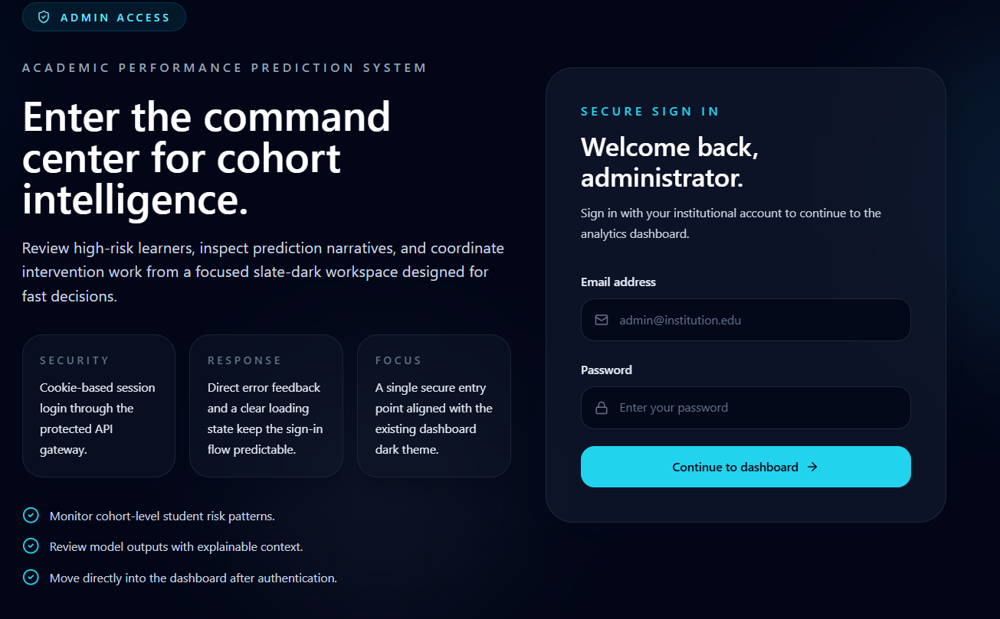 ADMIN ACCESS
ACADEMIC PERFORMANCE PREDICTION SYSTEM
Enter the command
center for cohort
intelligence.
Review high-risk learners, inspect prediction narratives, and coordinate
intervention work from a focused slate-dark workspace designed for
fast decisions.
SECURITY
Cookie-based session
login through the
protected API
gateway.
RESPONSE
Direct error feedback
and a clear loading
state keep the sign-in
flow predictable.
FOCUS
A single secure entry
point aligned with the
existing dashboard
dark theme.
Monitor cohort-level student risk patterns.
Review model outputs with explainable context.
Move directly into the dashboard after authentication.
SECURE SIGN IN
Welcome back,
administrator.
Sign in with your institutional account to continue to the
analytics dashboard.
Email address
admin@institution.edu
Password
Enter your password
Continue to dashboard →